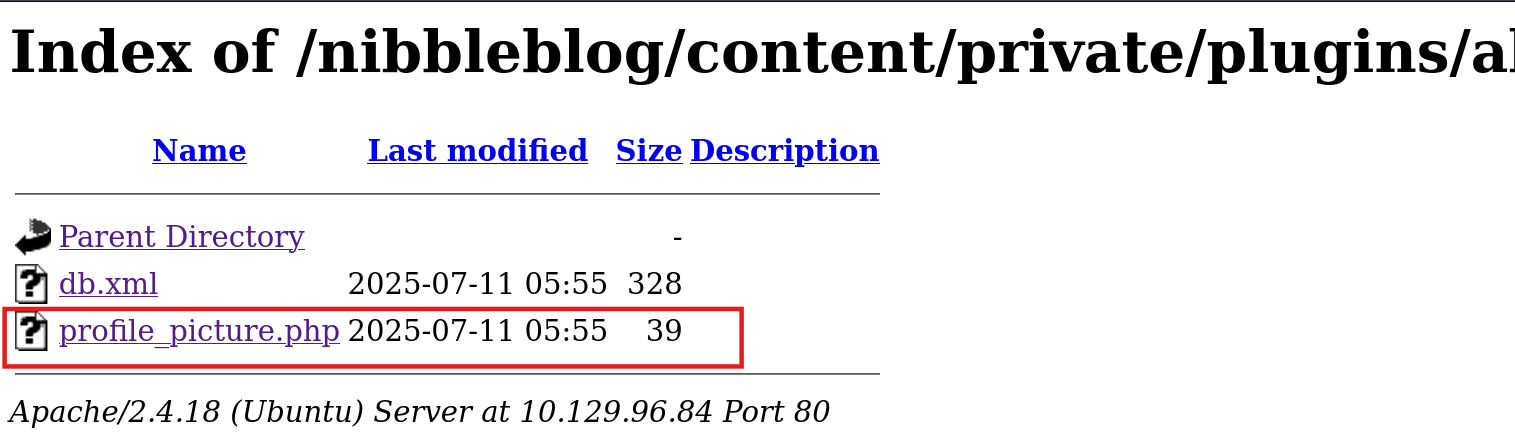 Index of /nibbleblog/content/private/plugins/
Name Last modified Size Description
Parent Directory -
db.xml 2025-07-11 05:55 328
profile_picture.php 2025-07-11 05:55 39
Apache/2.4.18 (Ubuntu) Server at 10.129.96.84 Port 80